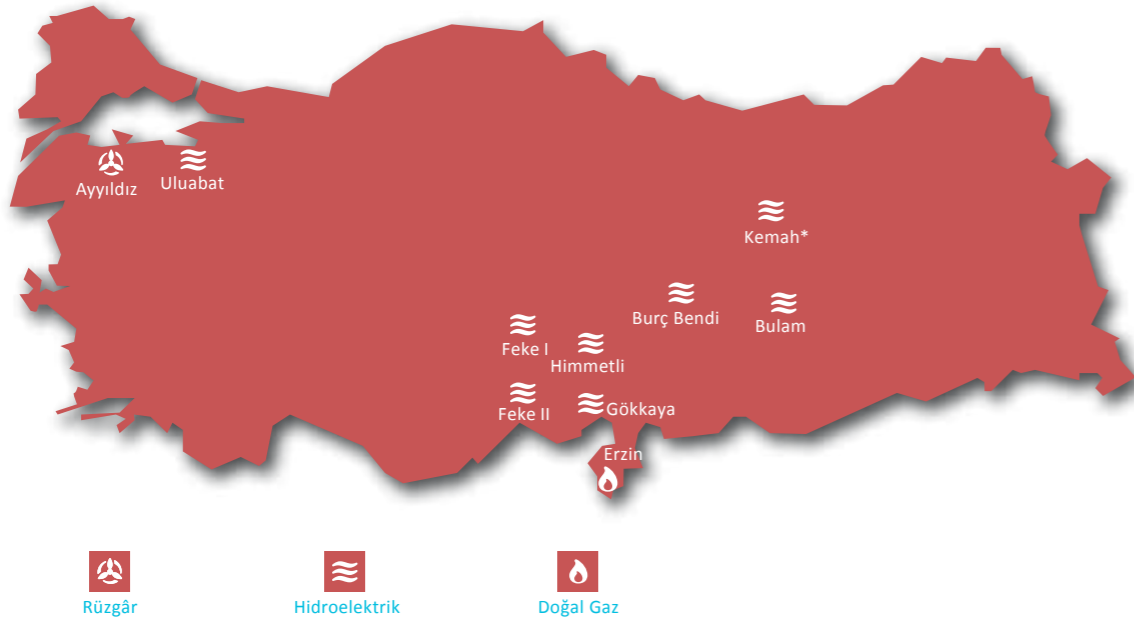 Ayyıldız
Uluabat
Kemah*
Burç Bendi
Bulam
Feke I
Himmetli
Feke II
Gökkaya
Erzin
Rüzgâr
Hidroelektrik
Doğal Gaz